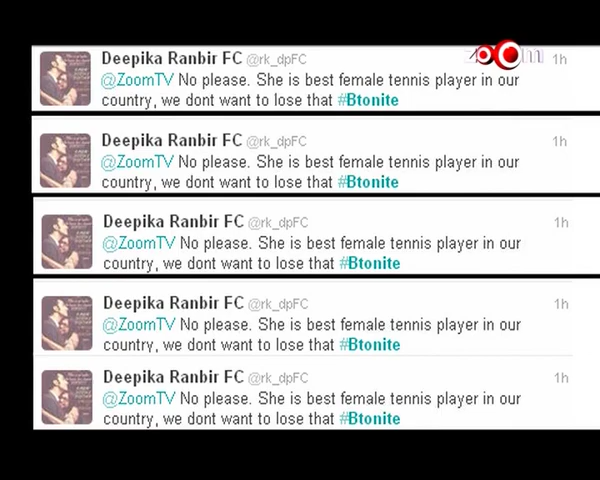 zoom
Deepika Ranbir FC @rk_dpFC 1h
@ZoomTV No please. She is best female tennis player in our
country, we dont want to lose that #Btonite
Deepika Ranbir FC @rk_dpFC 1h
@ZoomTV No please. She is best female tennis player in our
country, we dont want to lose that #Btonite
Deepika Ranbir FC @rk_dpFC 1h
@ZoomTV No please. She is best female tennis player in our
country, we dont want to lose that #Btonite
Deepika Ranbir FC @rk_dpFC 1h
@ZoomTV No please. She is best female tennis player in our
country, we dont want to lose that #Btonite
Deepika Ranbir FC @rk_dpFC 1h
@ZoomTV No please. She is best female tennis player in our
country, we dont want to lose that #Btonite